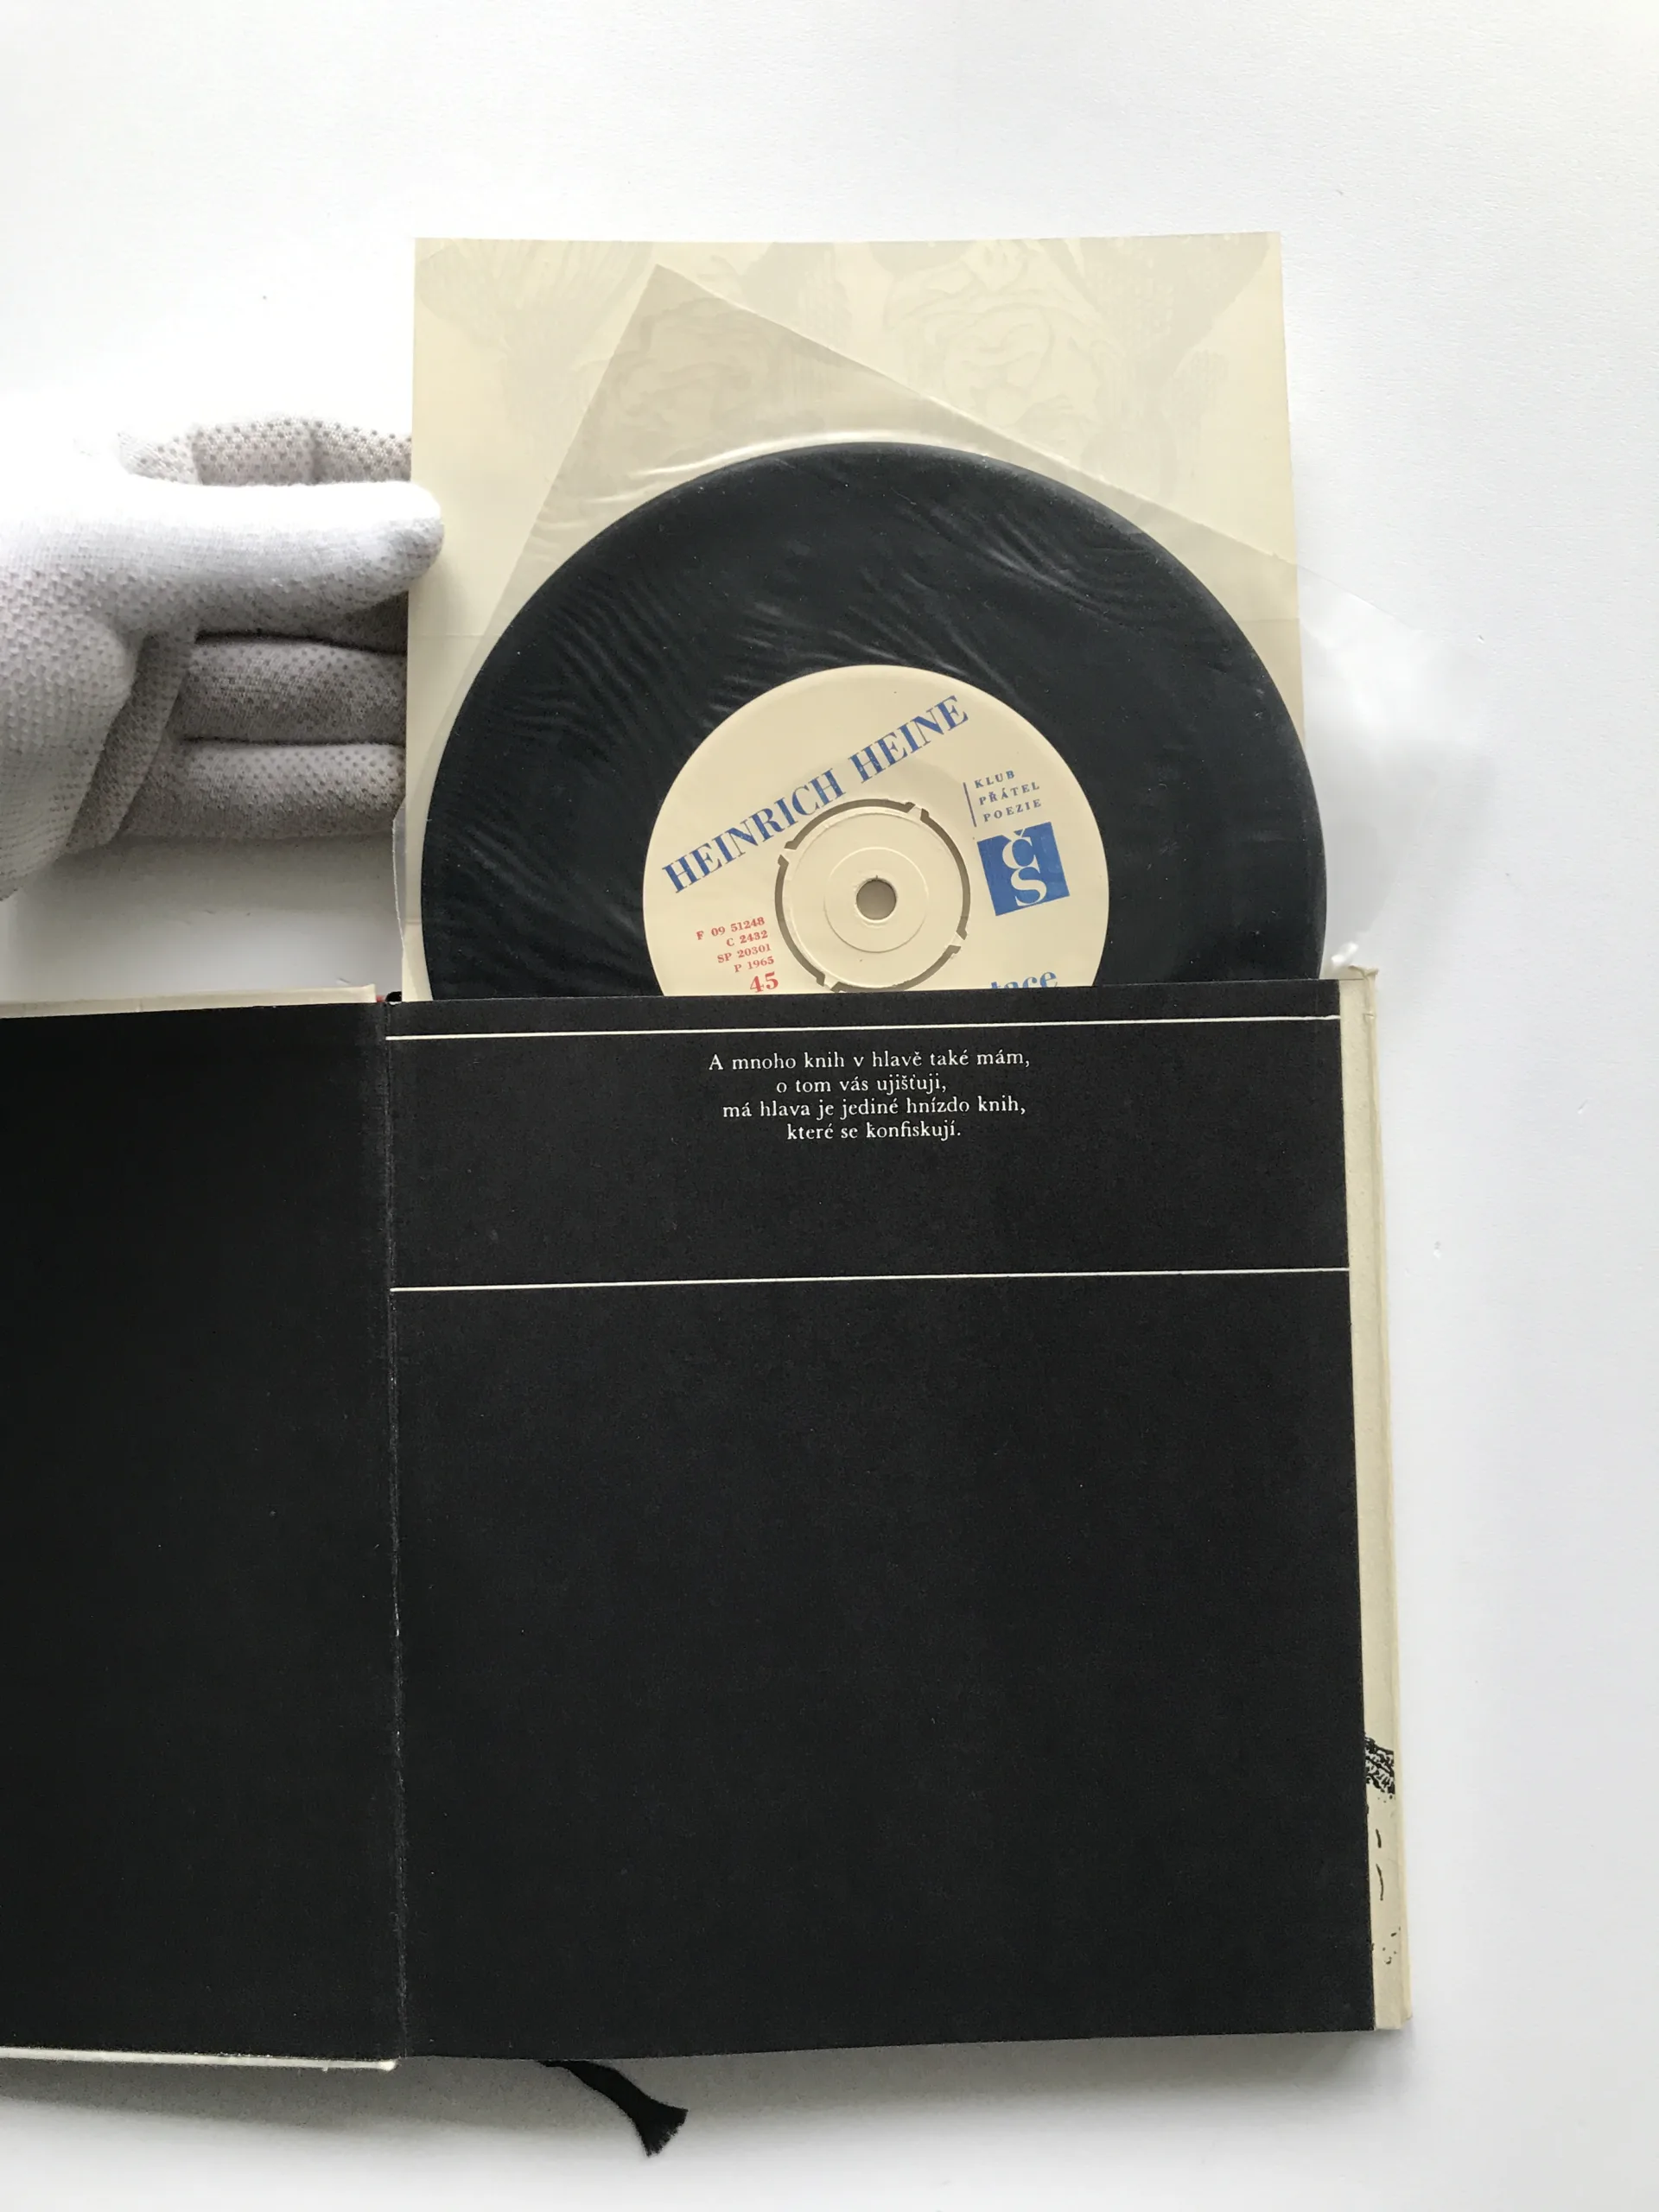 HEINRICH HEINE
KLUB
PŘÁTEL
POEZIE
ČS
F 09 51248
C 2432
SP 20301
P 1965
45
A mnoho knih v hlavě také mám,
o tom vás ujišťuji,
má hlava je jediné hnízdo knih,
které se konfiskují.